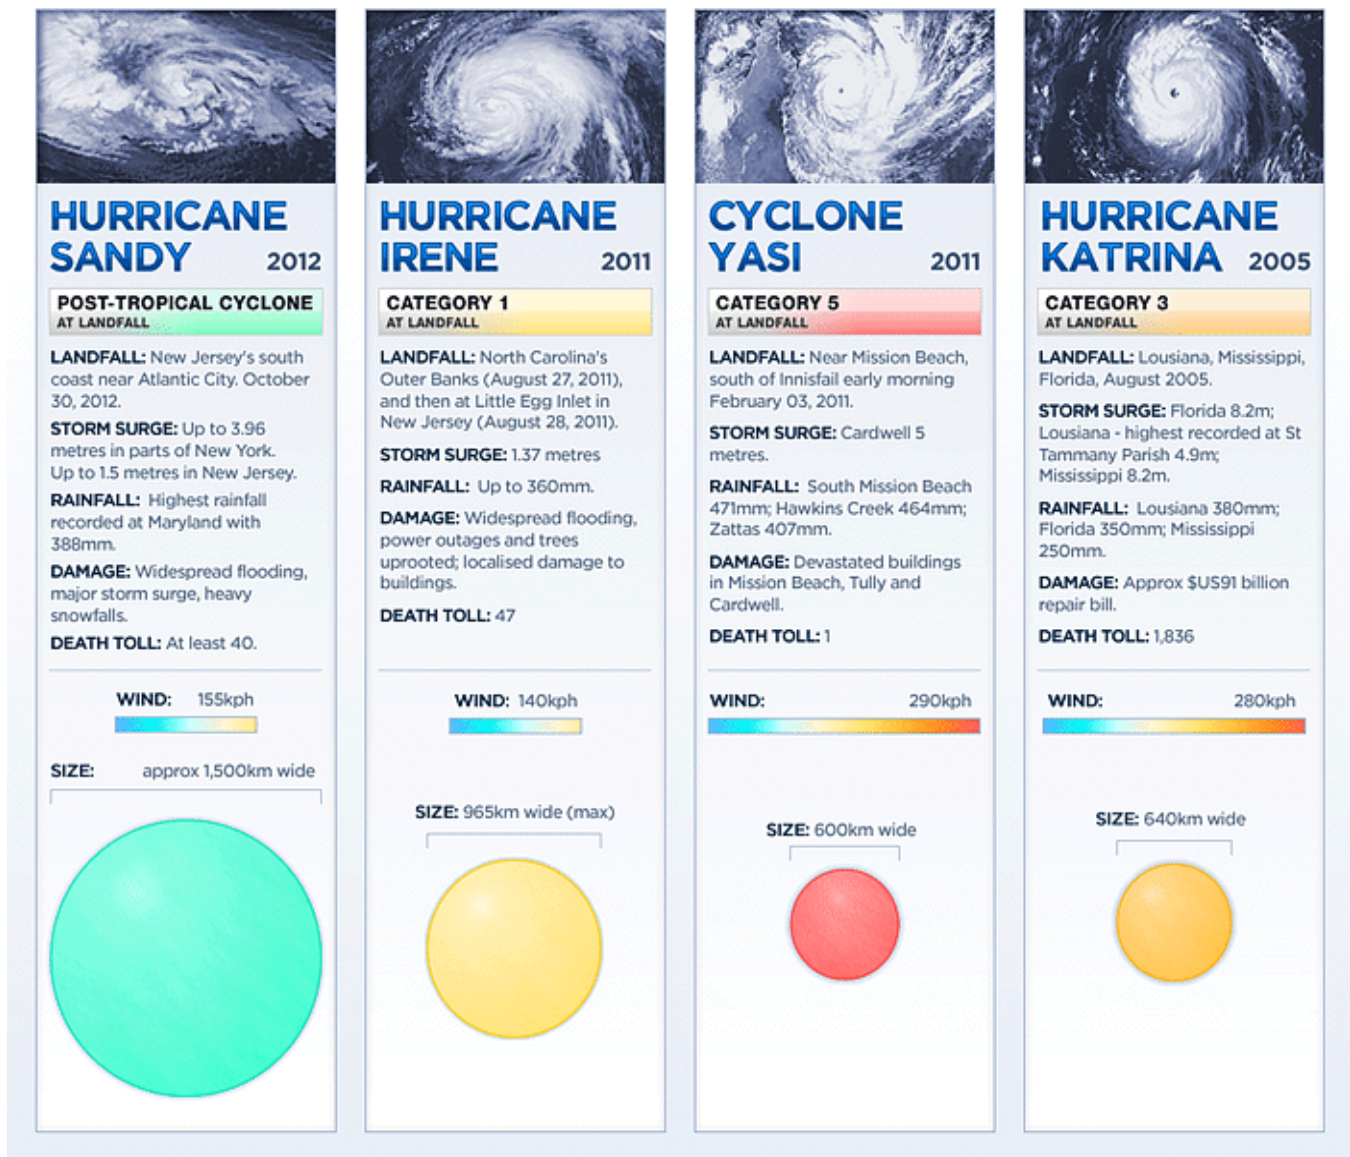 HURRICANE
SANDY 2012
POST-TROPICAL CYCLONE
AT LANDFALL
LANDFALL: New Jersey's south
coast near Atlantic City. October
30, 2012.
STORM SURGE: Up to 3.96
metres in parts of New York.
Up to 1.5 metres in New Jersey.
RAINFALL: Highest rainfall
recorded at Maryland with
388mm.
DAMAGE: Widespread flooding,
major storm surge, heavy
snowfalls.
DEATH TOLL: At least 40.
WIND: 155kph
SIZE: approx 1,500km wide
HURRICANE
IRENE 2011
CATEGORY 1
AT LANDFALL
LANDFALL: North Carolina's
Outer Banks (August 27, 2011),
and then at Little Egg Inlet in
New Jersey (August 28, 2011).
STORM SURGE: 1.37 metres
RAINFALL: Up to 360mm.
DAMAGE: Widespread flooding,
power outages and trees
uprooted; localised damage to
buildings.
DEATH TOLL: 47
WIND: 140kph
SIZE: 965km wide (max)
CYCLONE
YASI 2011
CATEGORY 5
AT LANDFALL
LANDFALL: Near Mission Beach,
south of Innisfail early morning
February 03, 2011.
STORM SURGE: Cardwell 5
metres.
RAINFALL: South Mission Beach
471mm; Hawkins Creek 464mm;
Zattas 407mm.
DAMAGE: Devastated buildings
in Mission Beach, Tully and
Cardwell.
DEATH TOLL: 1
WIND: 290kph
SIZE: 600km wide
HURRICANE
KATRINA 2005
CATEGORY 3
AT LANDFALL
LANDFALL: Lousiana, Mississippi,
Florida, August 2005.
STORM SURGE: Florida 8.2m;
Lousiana - highest recorded at St
Tammany Parish 4.9m;
Mississippi 8.2m.
RAINFALL: Lousiana 380mm;
Florida 350mm; Mississippi
250mm.
DAMAGE: Approx $US91 billion
repair bill.
DEATH TOLL: 1,836
WIND: 280kph
SIZE: 640km wide